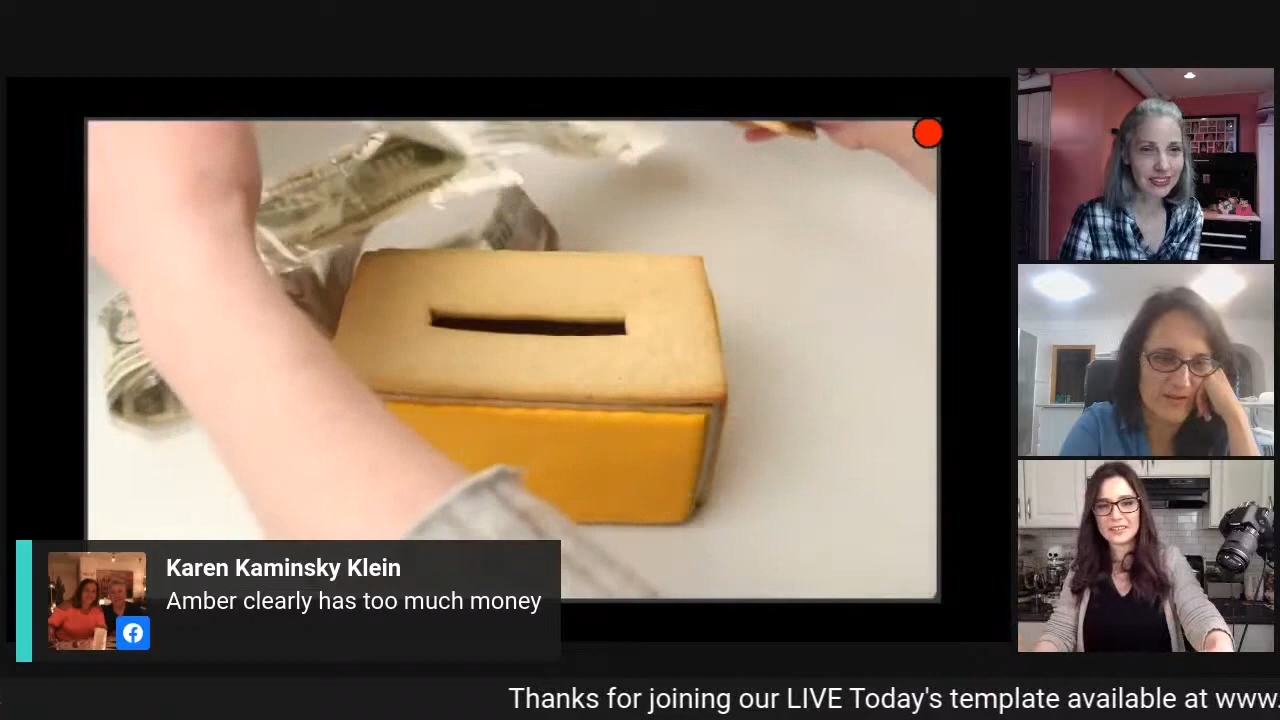 Karen Kaminsky Klein
Amber clearly has too much money
Thanks for joining our LIVE Today's template available at www.